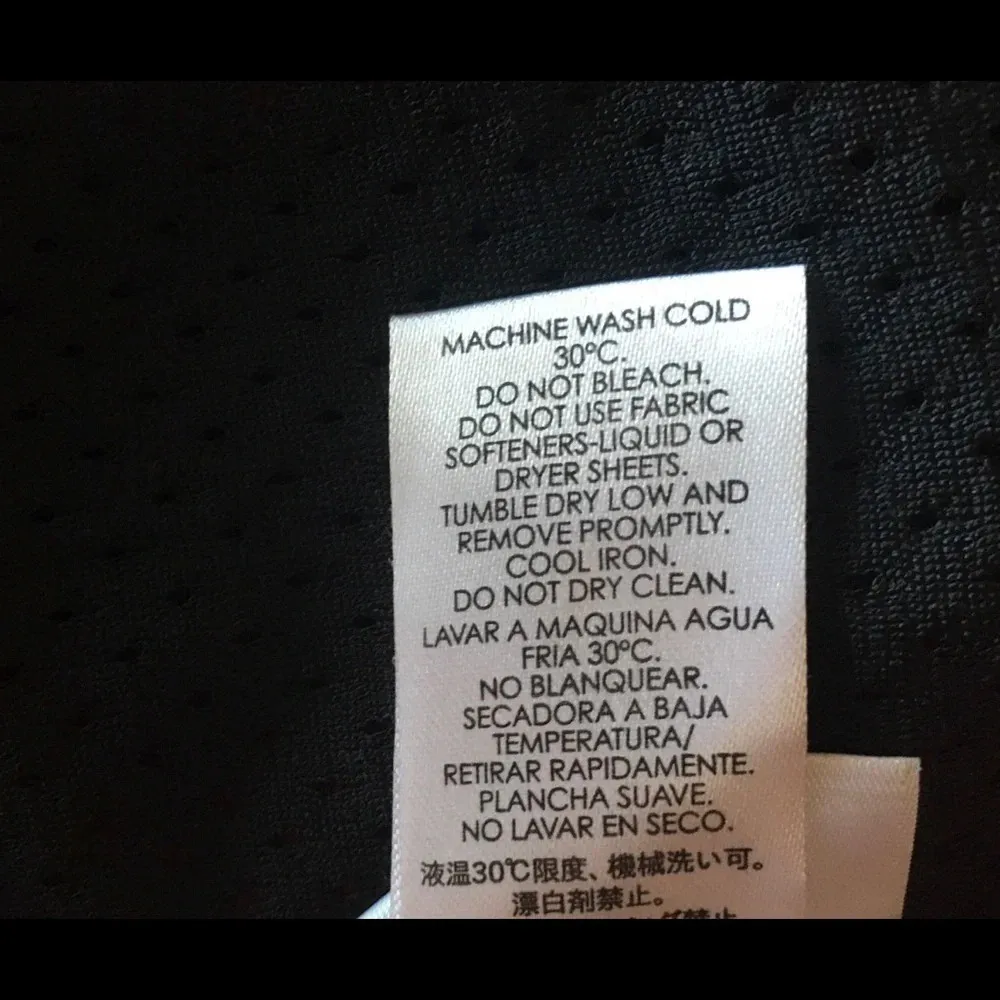 MACHINE WASH COLD
30ºC.
DO NOT BLEACH.
DO NOT USE FABRIC
SOFTENERS-LIQUID OR
DRYER SHEETS.
TUMBLE DRY LOW AND
REMOVE PROMPTLY.
COOL IRON.
DO NOT DRY CLEAN.
LAVAR A MAQUINA AGUA
FRIA 30ºC.
NO BLANQUEAR.
SECADORA A BAJA
TEMPERATURA/
RETIRAR RAPIDAMENTE.
PLANCHA SUAVE.
NO LAVAR EN SECO.
液温30℃限度、機械洗い可。
漂白剤禁止。